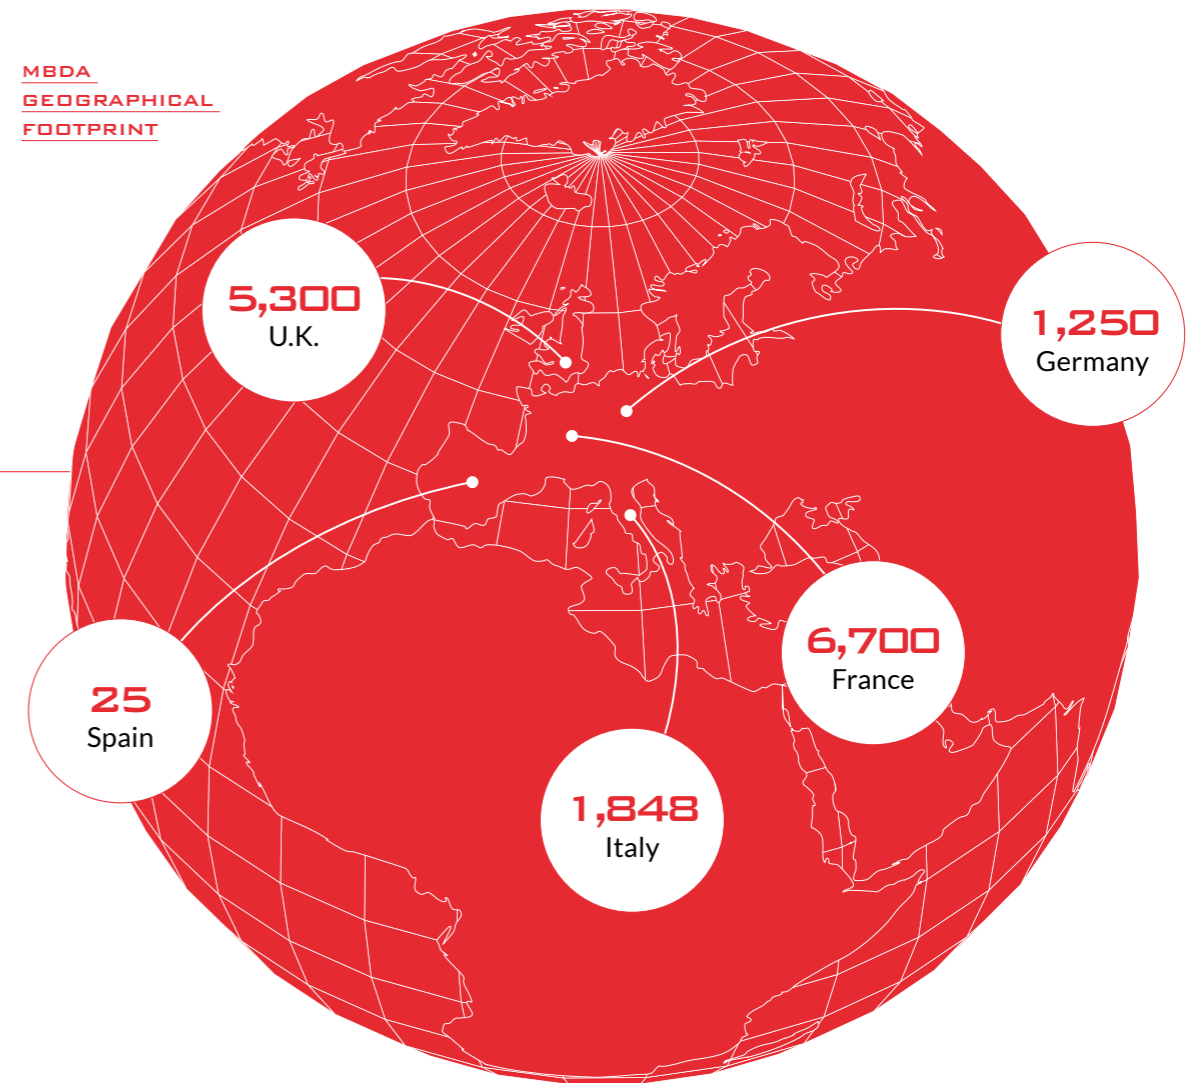 MBDA
GEOGRAPHICAL
FOOTPRINT
5,300
U.K.
1,250
Germany
6,700
France
25
Spain
1,848
Italy